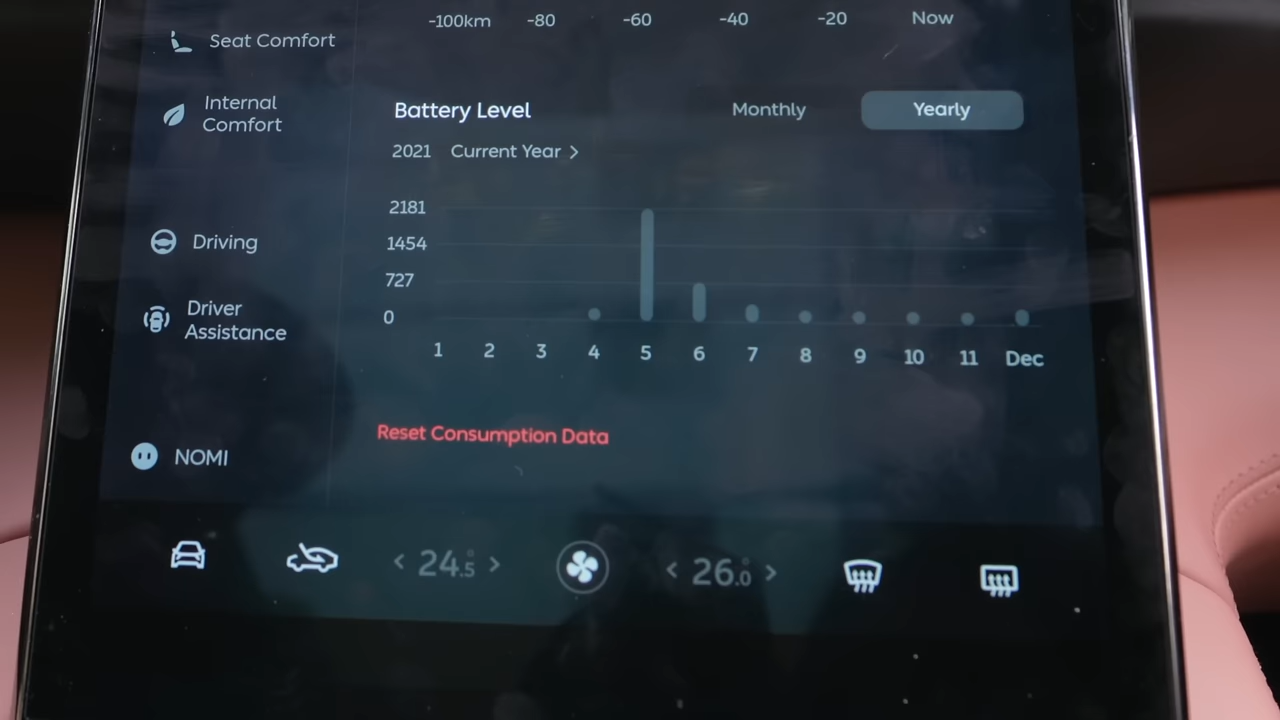 -100km -80 -60 -40 -20 Now
Seat Comfort
Internal
Comfort
Battery Level Monthly Yearly
2021 Current Year >
2181
1454
727
0
1 2 3 4 5 6 7 8 9 10 11 Dec
Driving
Driver
Assistance
Reset Consumption Data
NOMI
< 24.5° > < 26.0° >